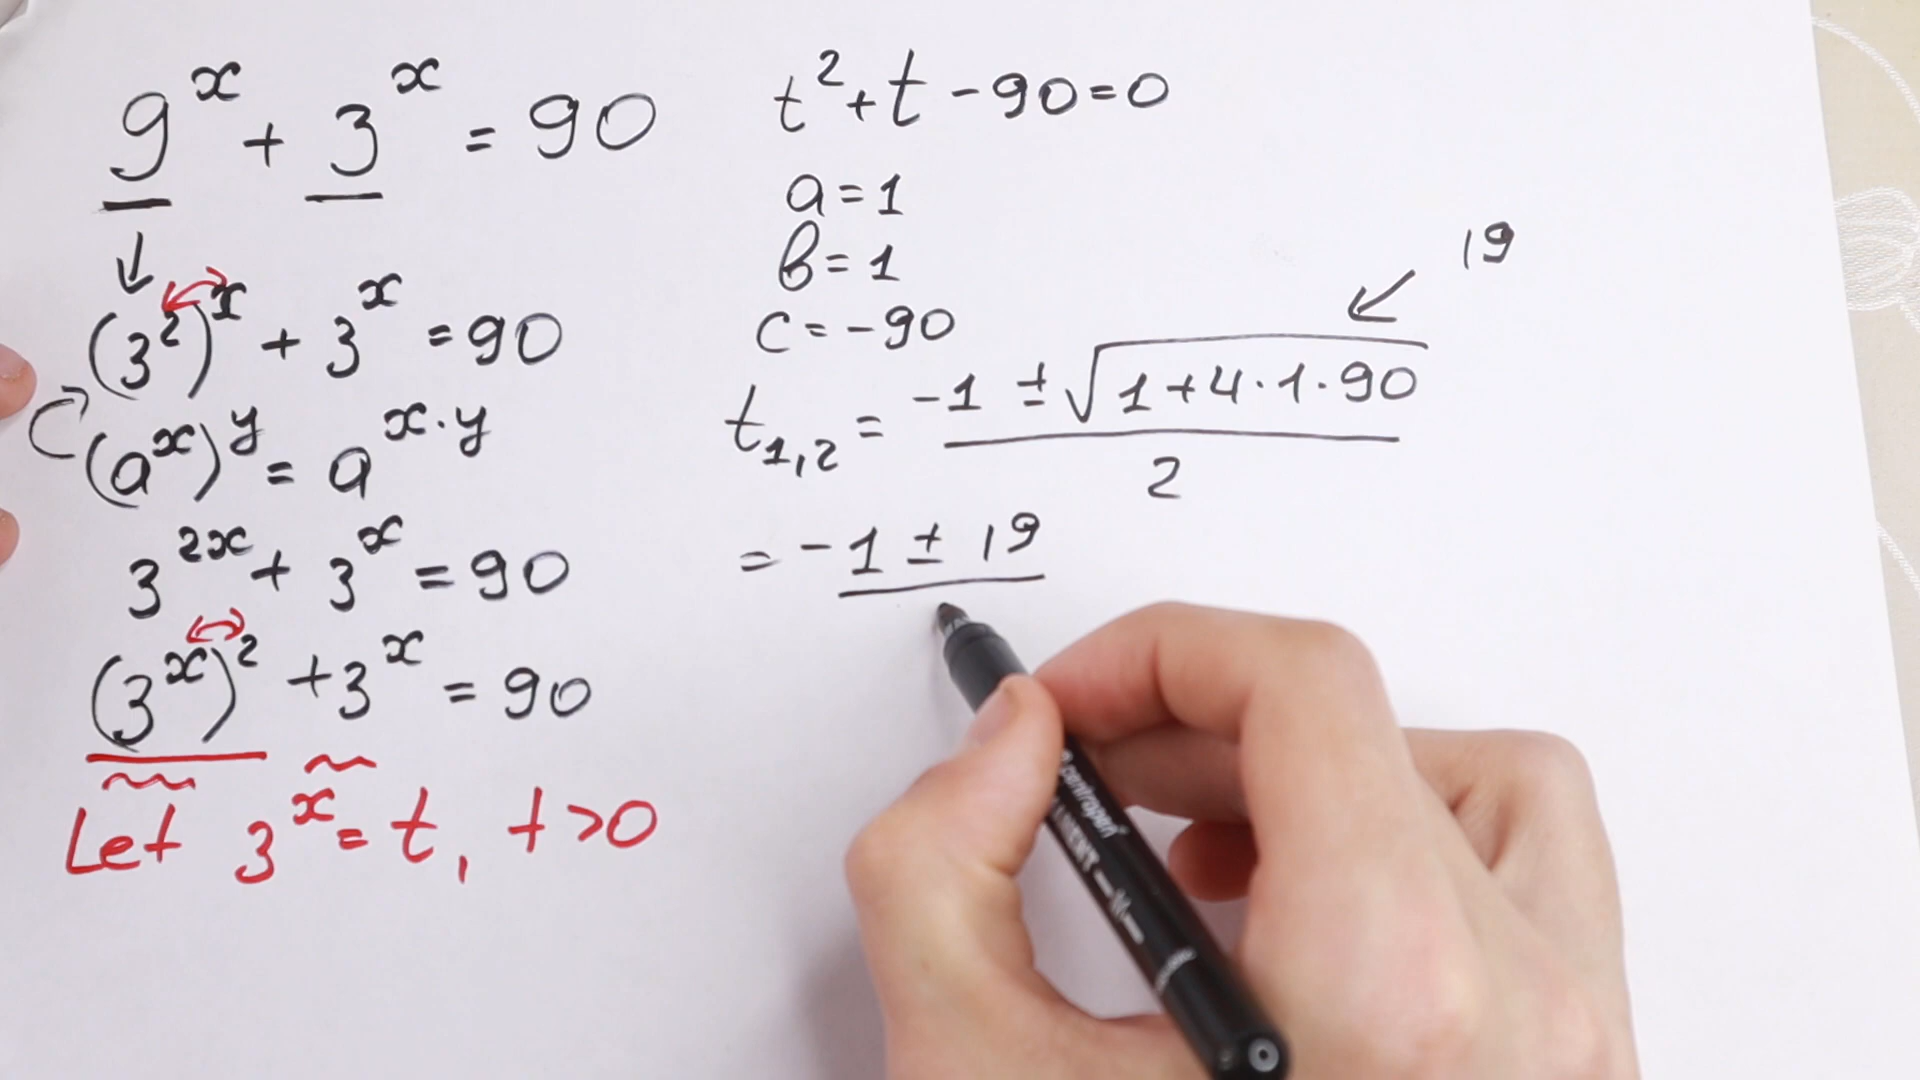 9^x + 3^x = 90
(3^2)^x + 3^x = 90
(a^x)^y = a^{x·y}
3^{2x} + 3^x = 90
(3^x)^2 + 3^x = 90
Let 3^x = t, t>0
t^2 + t - 90 = 0
a = 1
b = 1
c = -90
19
t_{1,2} = (-1 ± √(1+4·1·90))/2
= -1 ± 19
centropen